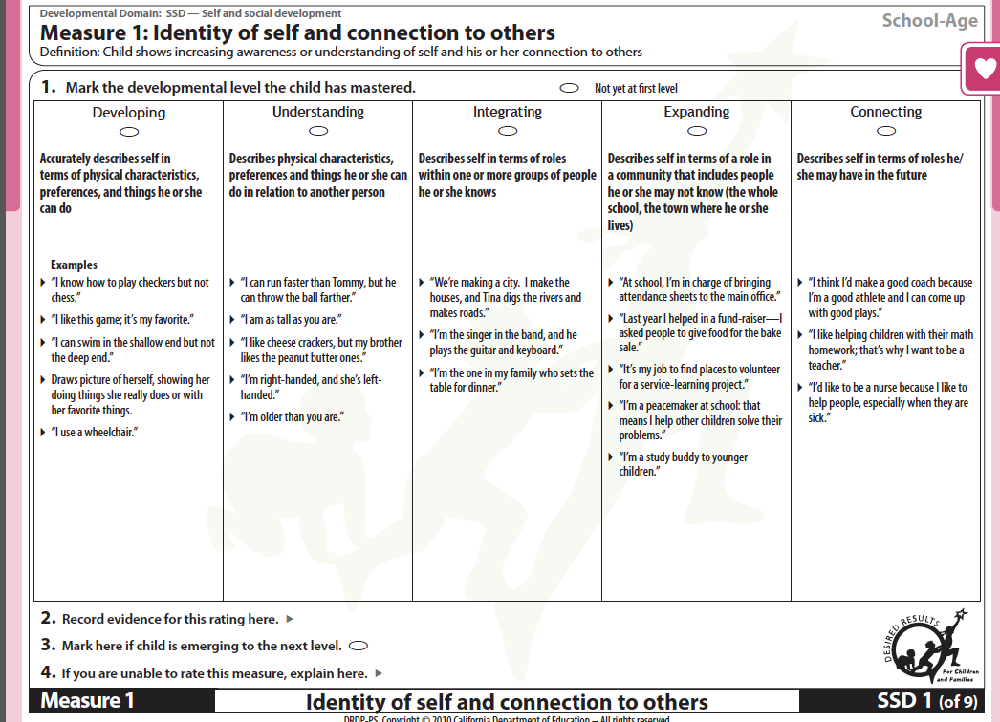 Developmental Domain: SSD — Self and social development
School-Age
Measure 1: Identity of self and connection to others
Definition: Child shows increasing awareness or understanding of self and his or her connection to others
1. Mark the developmental level the child has mastered.
Not yet at first level
Developing
Accurately describes self in
terms of physical characteristics,
preferences, and things he or she
can do
Understanding
Describes physical characteristics,
preferences and things he or she can
do in relation to another person
Integrating
Describes self in terms of roles
within one or more groups of people
he or she knows
Expanding
Describes self in terms of a role in
a community that includes people
he or she may not know (the whole
school, the town where he or she
lives)
Connecting
Describes self in terms of roles he/
she may have in the future
Examples
“I know how to play checkers but not
chess.”
“I like this game; it’s my favorite.”
“I can swim in the shallow end but not
the deep end.”
Draws picture of herself, showing her
doing things she really does or with
her favorite things.
“I use a wheelchair.”
“I can run faster than Tommy, but he
can throw the ball farther.”
“I am as tall as you are.”
“I like cheese crackers, but my brother
likes the peanut butter ones.”
“I’m right-handed, and she’s left-
handed.”
“I’m older than you are.”
“We’re making a city. I make the
houses, and Tina digs the rivers and
makes roads.”
“I’m the singer in the band, and he
plays the guitar and keyboard.”
“I’m the one in my family who sets the
table for dinner.”
“At school, I’m in charge of bringing
attendance sheets to the main office.”
“Last year I helped in a fund-raiser—I
asked people to give food for the bake
sale.”
“It’s my job to find places to volunteer
for a service-learning project.”
“I’m a peacemaker at school: that
means I help other children solve their
problems.”
“I’m a study buddy to younger
children.”
“I think I’d make a good coach because
I’m a good athlete and I can come up
with good plays.”
“I like helping children with their math
homework; that’s why I want to be a
teacher.”
“I’d like to be a nurse because I like to
help people, especially when they are
sick.”
2. Record evidence for this rating here.
3. Mark here if child is emerging to the next level.
4. If you are unable to rate this measure, explain here.
DESIRED RESULTS
For Children
and Families
Measure 1
Identity of self and connection to others
SSD 1 (of 9)
DRDP-PS Copyright © 2010 California Department of Education – All rights reserved